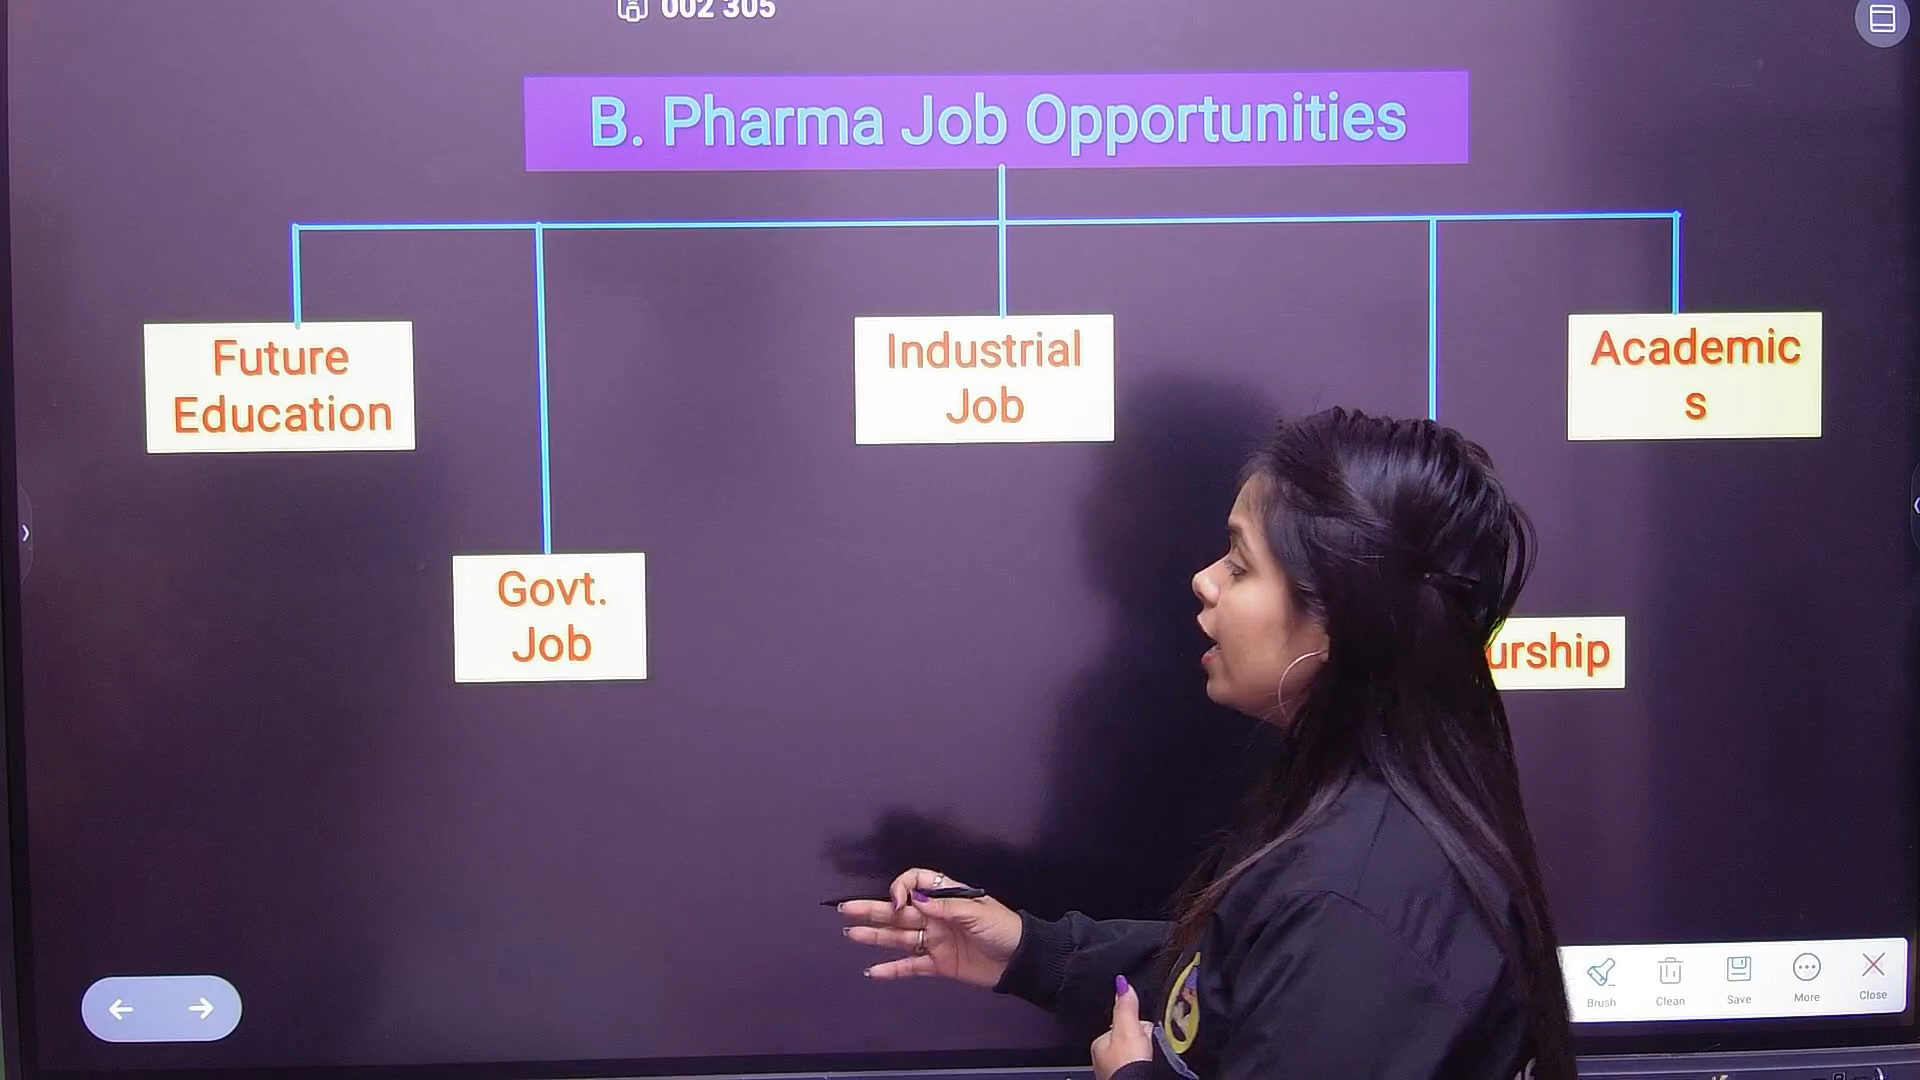 002 305
B. Pharma Job Opportunities
Future
Education
Industrial
Job
Academic
s
Govt.
Job
urship
Brush
Clean
Save
More
Close